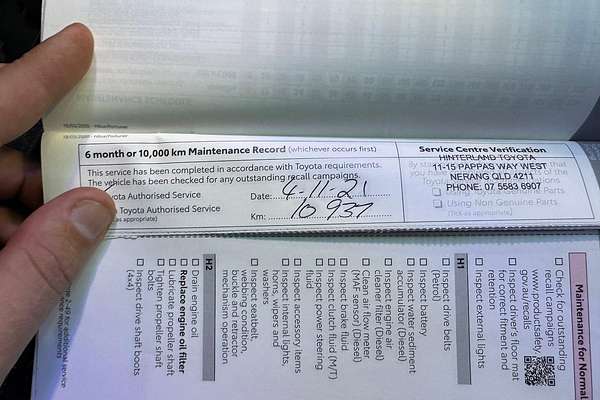 6 month or 10,000 km Maintenance Record (whichever occurs first)
This service has been completed in accordance with Toyota requirements.
The vehicle has been checked for any outstanding recall campaigns.
ota Authorised Service
Toyota Authorised Service
as appropriate)
Date: 4-11-21
Km: 10 937
Service Centre Verification
HINTERLAND TOYOTA
11-15 PAPPAS WAY WEST
NERANG QLD 4211
PHONE: 07 5583 6907
Parts
Using Non Genuine Parts
(Tick as appropriate)
Maintenance for Normal
Check for outstanding
recall campaigns
www.productsafety.
gov.au/recalls
Inspect driver's floor mat
for correct fitment and
retention
Inspect external lights
H1
Inspect drive belts
(Petrol)
Inspect battery
Inspect water sediment
accumulator (Diesel)
Inspect engine air
cleaner filter (Diesel)
Clean air flow meter
(MAF sensor) (Diesel)
Inspect brake fluid
Inspect clutch fluid (M/T)
Inspect power steering
fluid
Inspect accessory items
Inspect internal lights,
horns, wipers and
washers
Inspect seatbelt
webbing condition,
buckle and retractor
mechanism operation
H2
Drain engine oil
Replace engine oil filter
Lubricate propeller shaft
Tighten propeller shaft
bolts
Inspect drive shaft boots
(4x4)